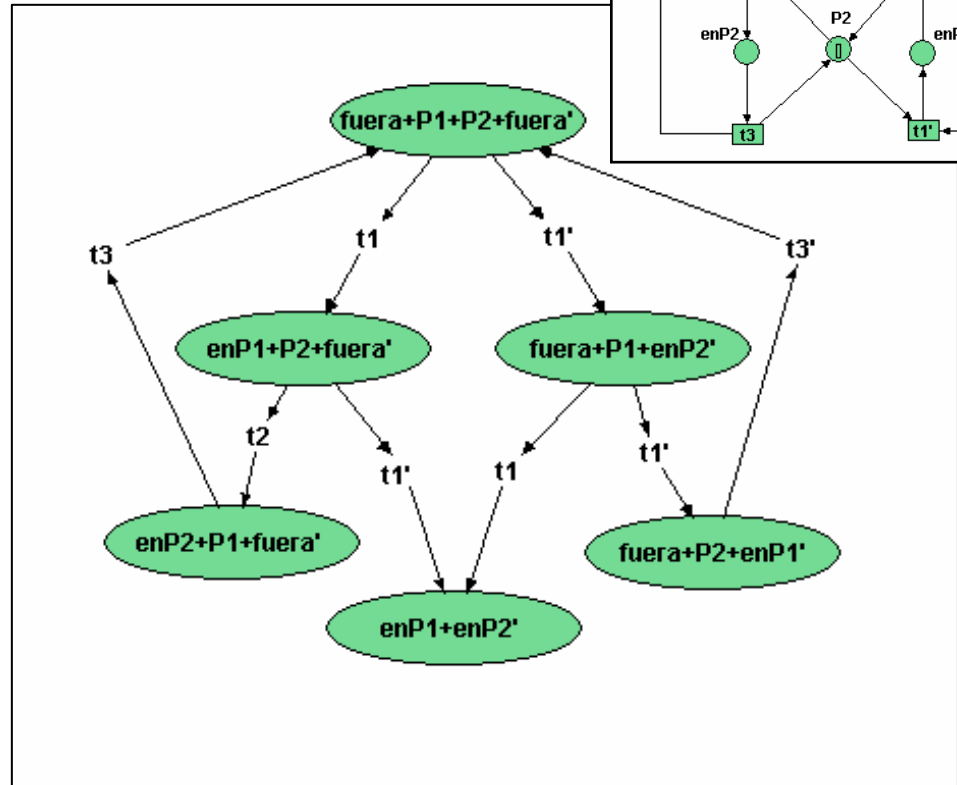 P2
enP2
enP
t3
t1'
fuera+P1+P2+fuera'
t3
t1
t1'
t3'
enP1+P2+fuera'
fuera+P1+enP2'
t2
t1'
t1
t1'
enP2+P1+fuera'
fuera+P2+enP1'
enP1+enP2'